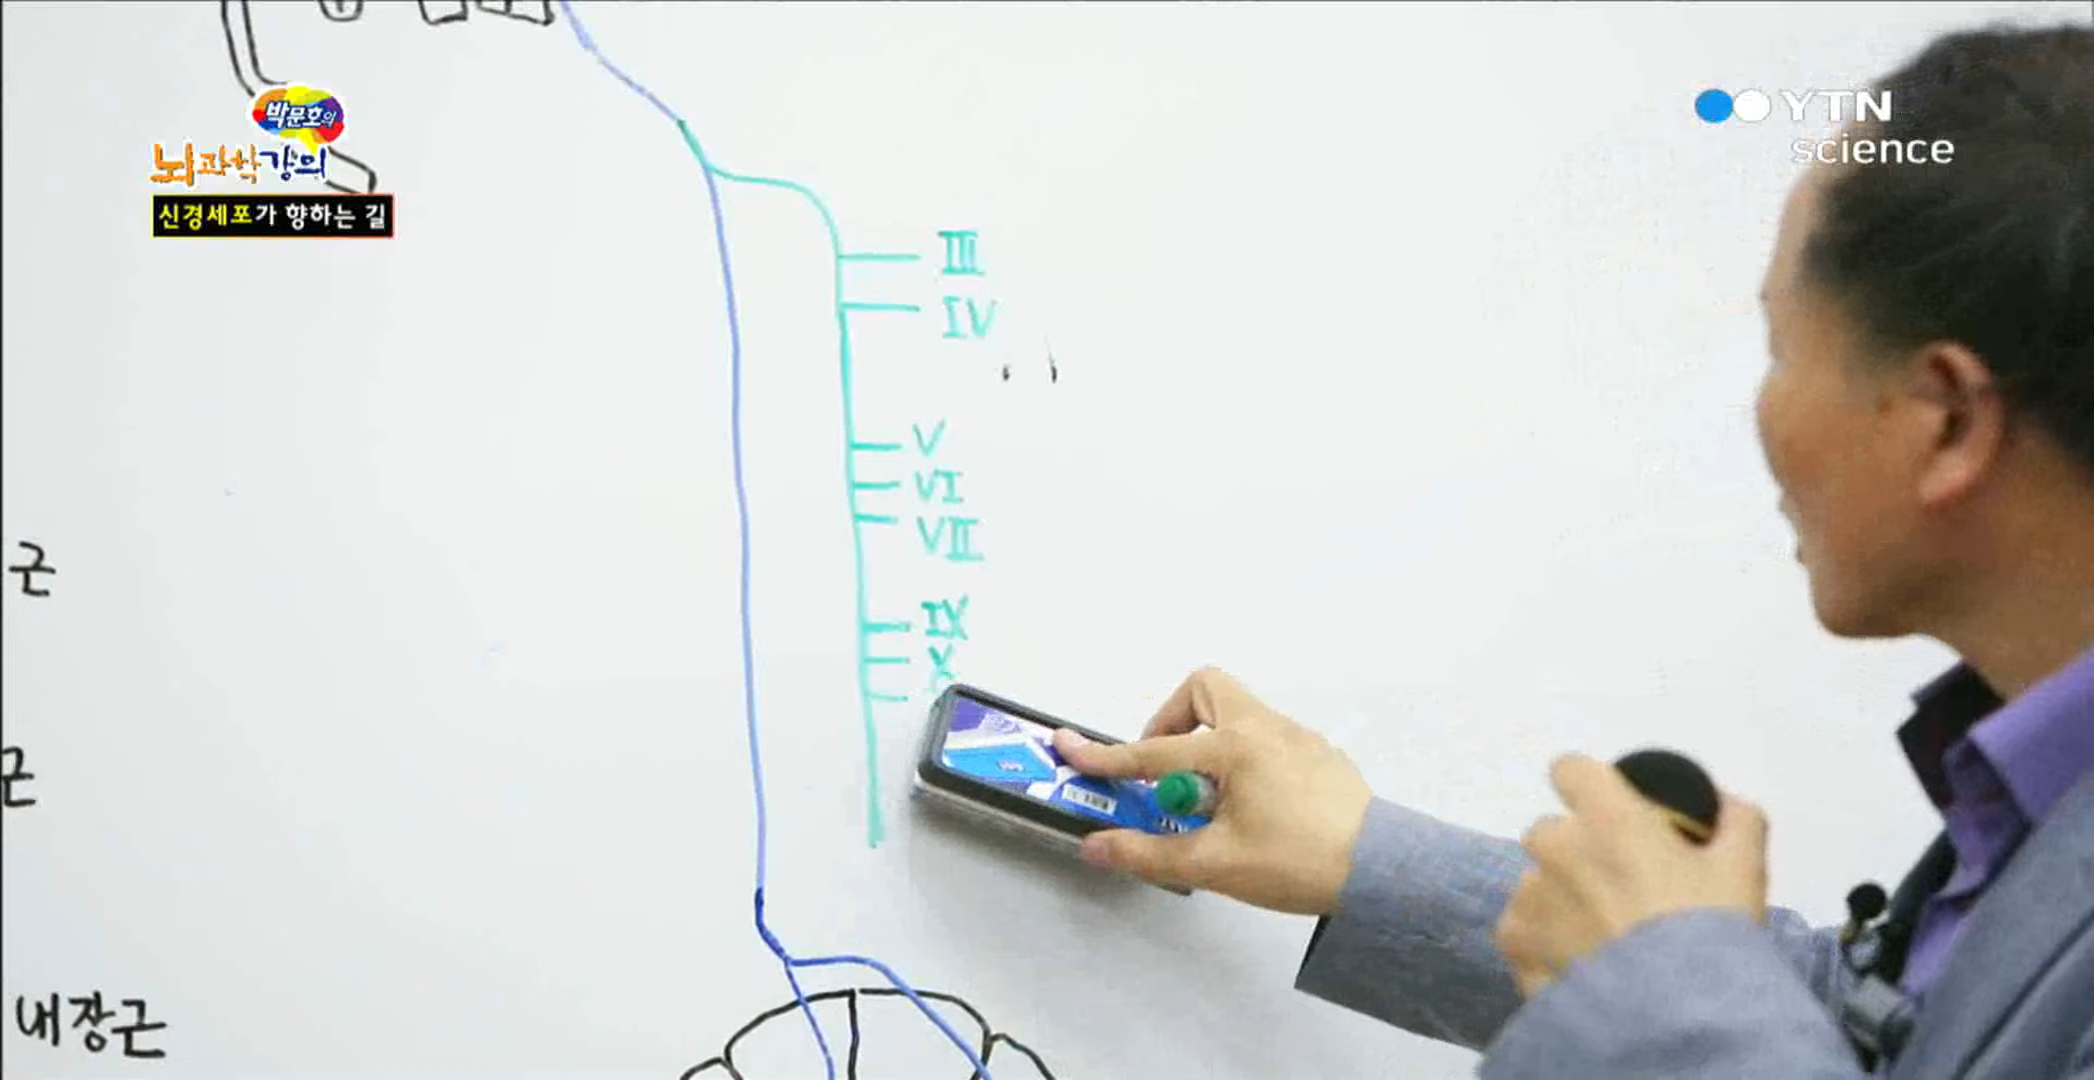 박문호의
뇌과학강의
신경세포가 향하는 길
YTN
science
III
IV
V
VI
VII
IX
X
근
근
내장근